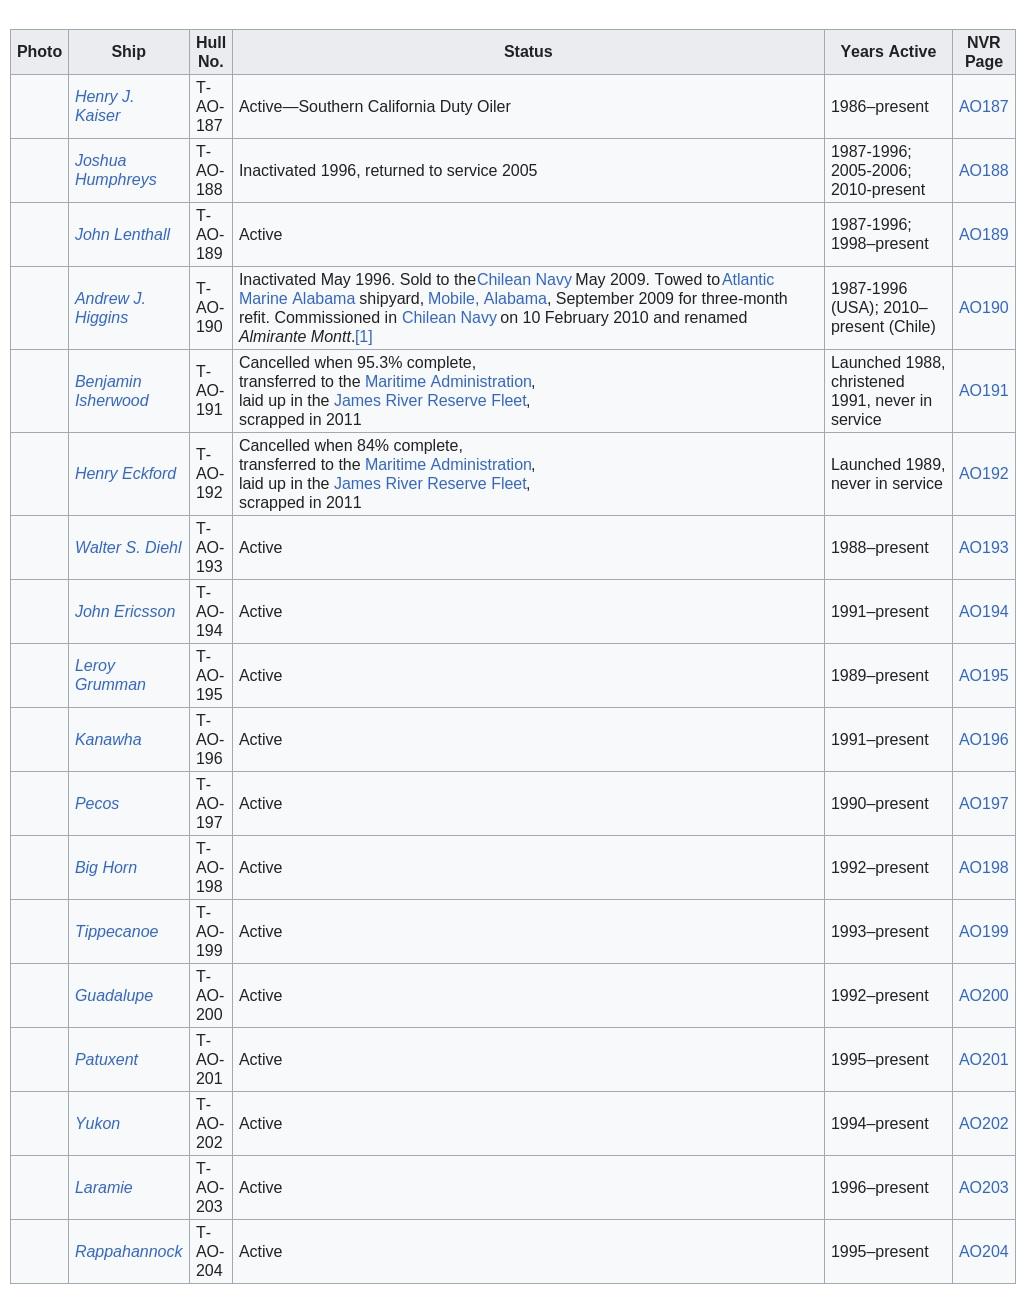 Photo Ship Hull No. Status Years Active NVR Page
Henry J.
Kaiser
T-
AO-
187
Active—Southern California Duty Oiler
1986–present
AO187
Joshua
Humphreys
T-
AO-
188
Inactivated 1996, returned to service 2005
1987-1996;
2005-2006;
2010-present
AO188
John Lenthall
T-
AO-
189
Active
1987-1996;
1998–present
AO189
Andrew J.
Higgins
T-
AO-
190
Inactivated May 1996. Sold to the Chilean Navy May 2009. Towed to Atlantic
Marine Alabama shipyard, Mobile, Alabama, September 2009 for three-month
refit. Commissioned in Chilean Navy on 10 February 2010 and renamed
Almirante Montt.[1]
1987-1996
(USA); 2010–
present (Chile)
AO190
Benjamin
Isherwood
T-
AO-
191
Cancelled when 95.3% complete,
transferred to the Maritime Administration,
laid up in the James River Reserve Fleet,
scrapped in 2011
Launched 1988,
christened
1991, never in
service
AO191
Henry Eckford
T-
AO-
192
Cancelled when 84% complete,
transferred to the Maritime Administration,
laid up in the James River Reserve Fleet,
scrapped in 2011
Launched 1989,
never in service
AO192
Walter S. Diehl
T-
AO-
193
Active
1988–present
AO193
John Ericsson
T-
AO-
194
Active
1991–present
AO194
Leroy
Grumman
T-
AO-
195
Active
1989–present
AO195
Kanawha
T-
AO-
196
Active
1991–present
AO196
Pecos
T-
AO-
197
Active
1990–present
AO197
Big Horn
T-
AO-
198
Active
1992–present
AO198
Tippecanoe
T-
AO-
199
Active
1993–present
AO199
Guadalupe
T-
AO-
200
Active
1992–present
AO200
Patuxent
T-
AO-
201
Active
1995–present
AO201
Yukon
T-
AO-
202
Active
1994–present
AO202
Laramie
T-
AO-
203
Active
1996–present
AO203
Rappahannock
T-
AO-
204
Active
1995–present
AO204